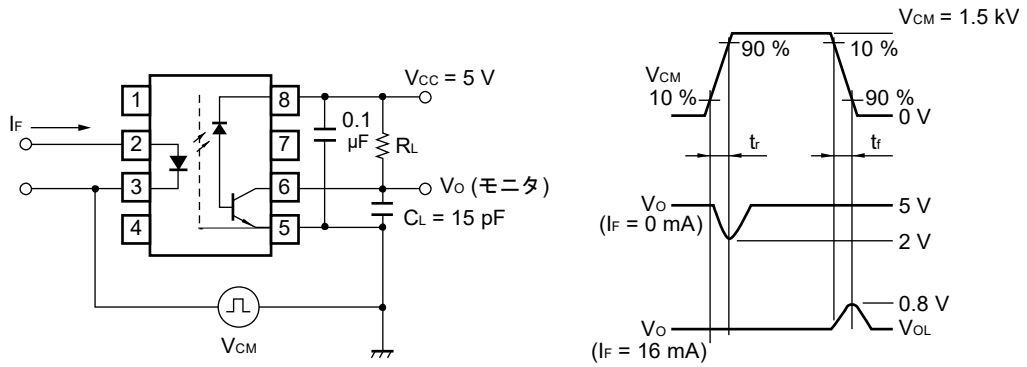 1
2
3
4
8
7
6
5
IF
VCC = 5 V
0.1
μF
RL
VO (モニタ)
CL = 15 pF
VCM
VCM = 1.5 kV
90 %
10 %
VCM
10 %
90 %
0 V
tr
tf
VO
(IF = 0 mA)
5 V
2 V
0.8 V
VO
(IF = 16 mA)
VOL